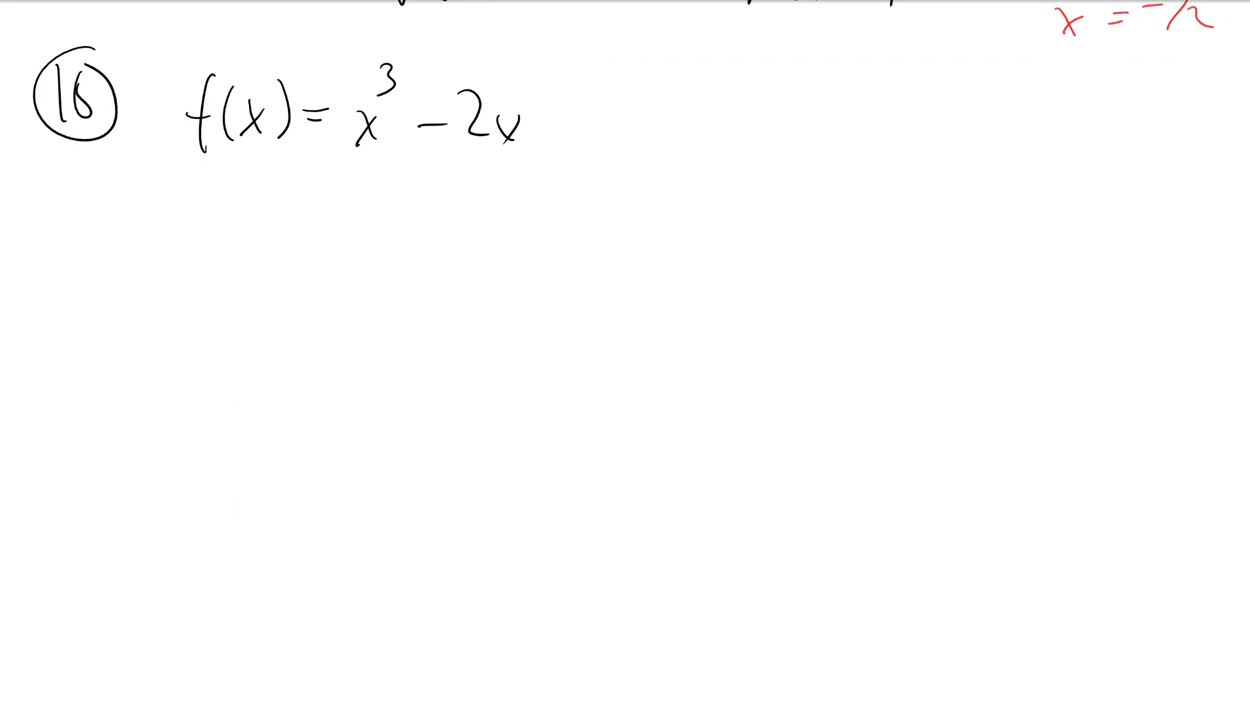 x = -1/2
16 f(x) = x³ - 2x